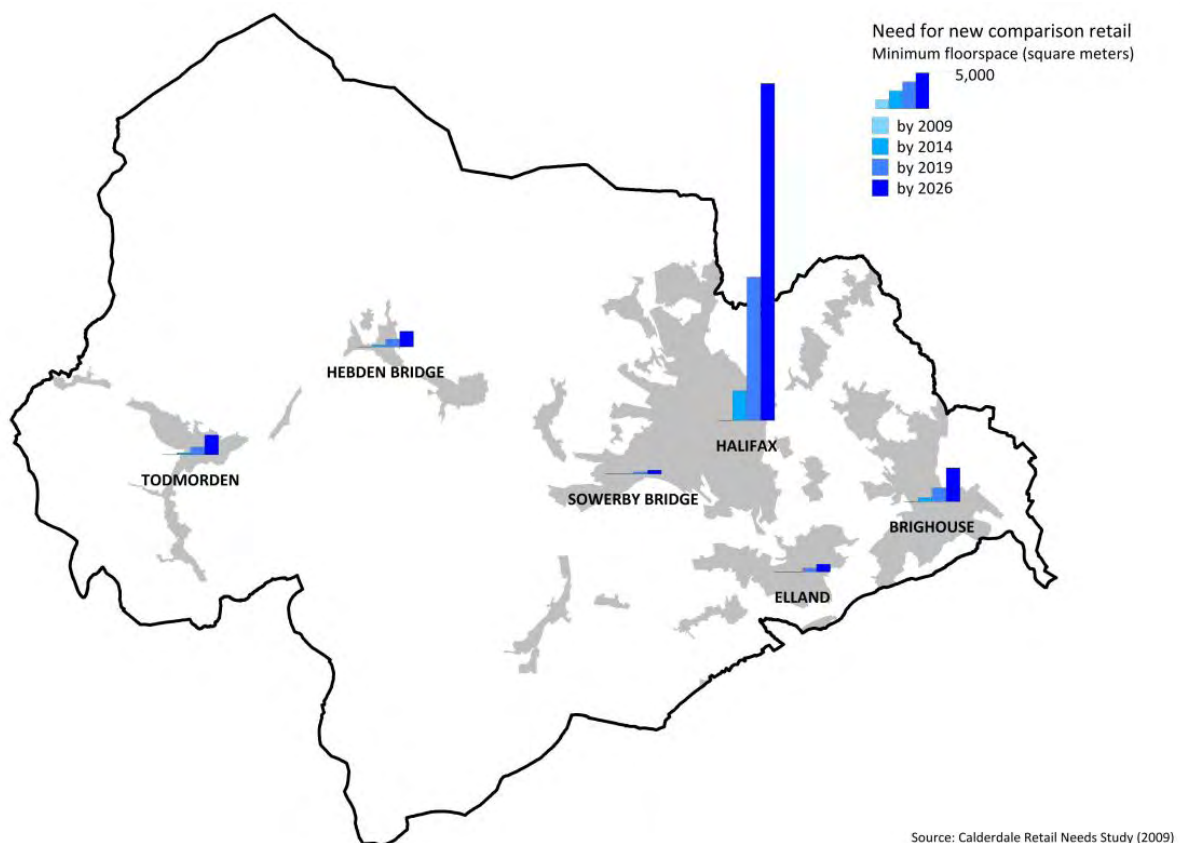 Need for new comparison retail
Minimum floorspace (square meters)
5,000
by 2009
by 2014
by 2019
by 2026
HEBDEN BRIDGE
HALIFAX
TODMORDEN
SOWERBY BRIDGE
BRIGHOUSE
ELLAND
Source: Calderdale Retail Needs Study (2009)